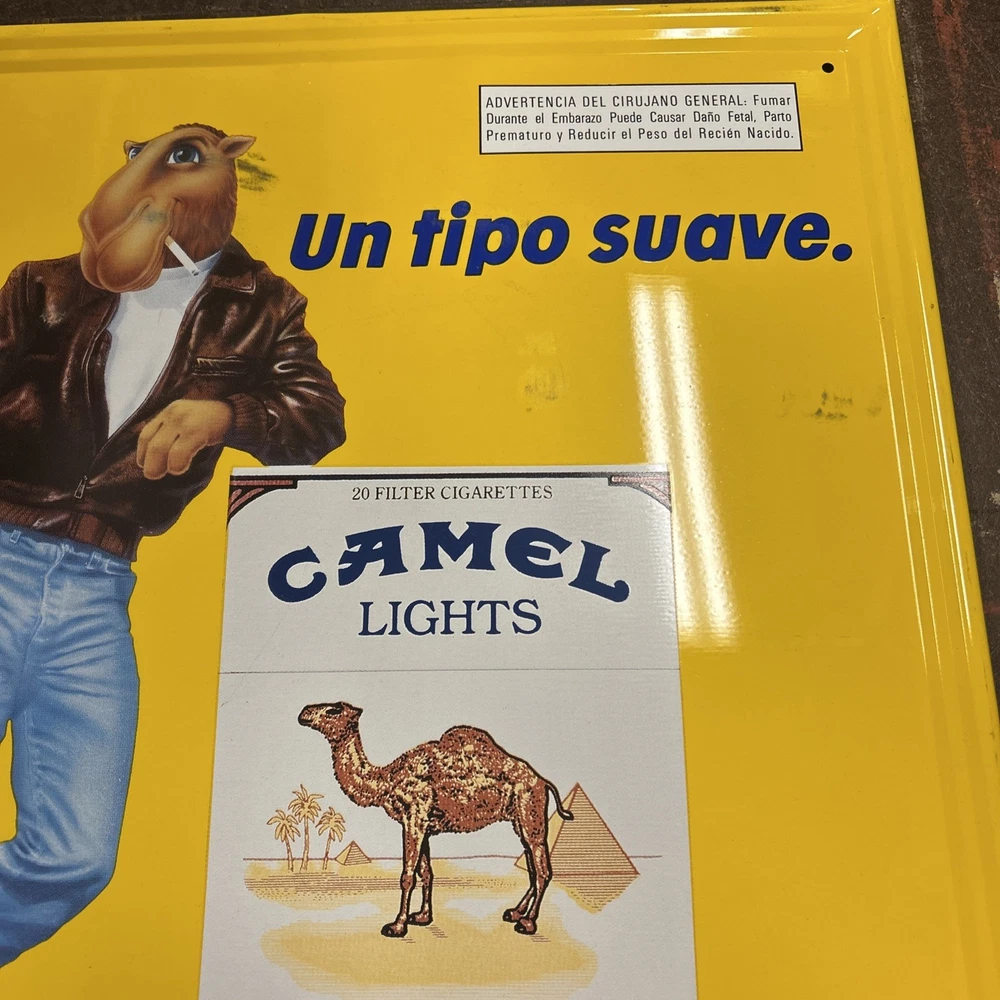 ADVERTENCIA DEL CIRUJANO GENERAL: Fumar
Durante el Embarazo Puede Causar Daño Fetal, Parto
Prematuro y Reducir el Peso del Recién Nacido.
Un tipo suave.
20 FILTER CIGARETTES
CAMEL
LIGHTS